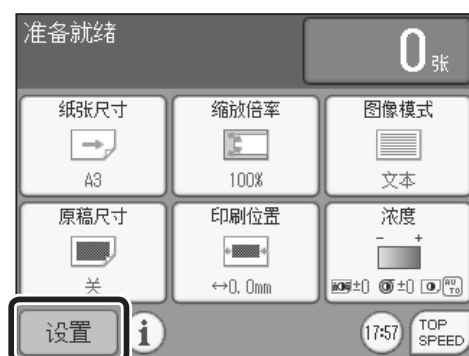 准备就绪
0 张
纸张尺寸
A3
缩放倍率
100%
图像模式
文本
原稿尺寸
关
印刷位置
↔0.0mm
浓度
- +
±0 ±0 AUTO
设置
i
17:57
TOP SPEED